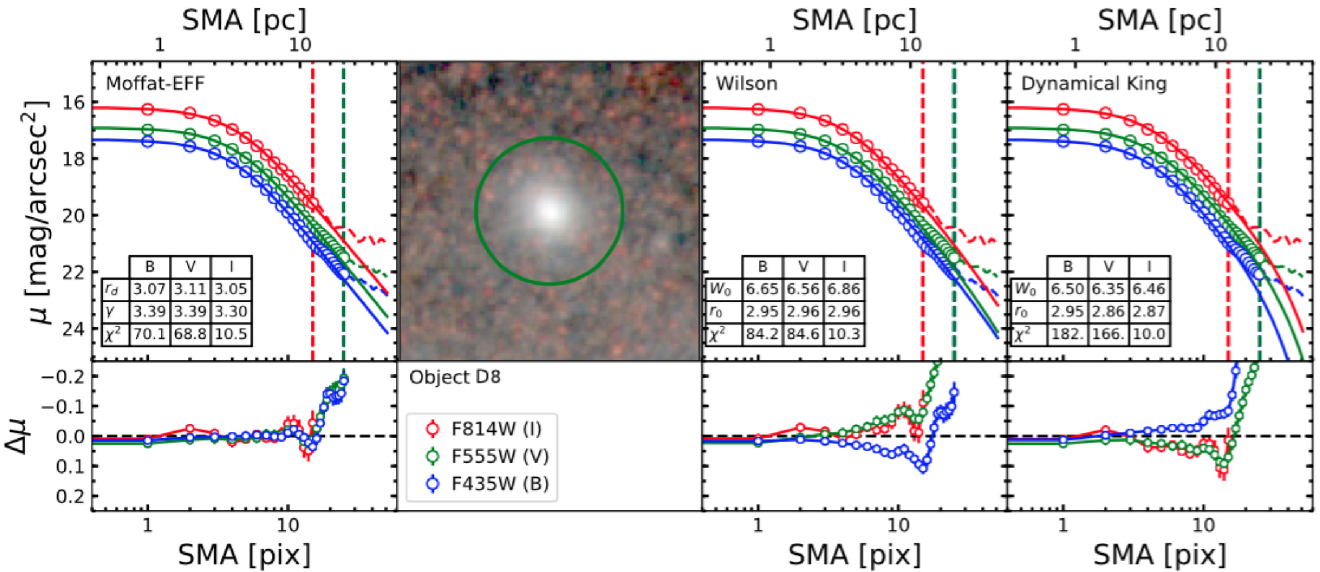 SMA [pc]
SMA [pc]
SMA [pc]
1 10
1 10
1 10
μ [mag/arcsec²]
16
18
20
22
24
Moffat-EFF
B V I
r_d 3.07 3.11 3.05
γ 3.39 3.39 3.30
χ² 70.1 68.8 10.5
Wilson
B V I
W₀ 6.65 6.56 6.86
r₀ 2.95 2.96 2.96
χ² 84.2 84.6 10.3
Dynamical King
B V I
W₀ 6.50 6.35 6.46
r₀ 2.95 2.86 2.87
χ² 182. 166. 10.0
Δμ
−0.2
−0.1
0.0
0.1
0.2
Object D8
F814W (I)
F555W (V)
F435W (B)
1 10
1 10
1 10
SMA [pix]
SMA [pix]
SMA [pix]